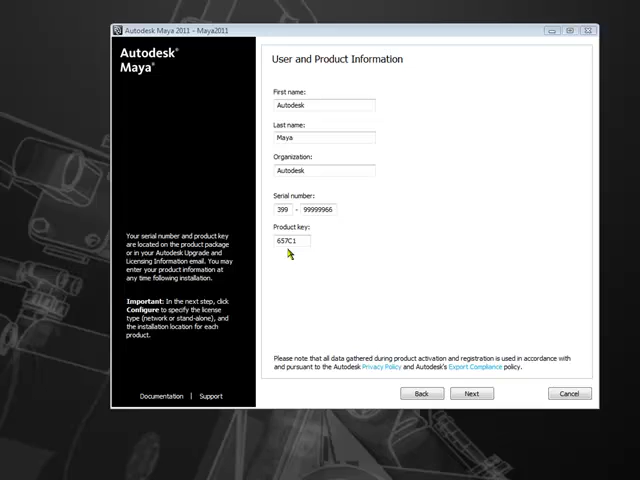 Autodesk Maya 2011 - Maya2011
Autodesk®
Maya®
User and Product Information
First name:
Autodesk
Last name:
Maya
Organization:
Autodesk
Serial number:
399 - 99999966
Product key:
657C1
Your serial number and product key
are located on the product package
or in your Autodesk Upgrade and
Licensing Information email. You may
enter your product information at
any time following installation.
Important: In the next step, click
Configure to specify the license
type (network or stand-alone), and
the installation location for each
product.
Please note that all data gathered during product activation and registration is used in accordance with
and pursuant to the Autodesk Privacy Policy and Autodesk's Export Compliance policy.
Documentation | Support
Back
Next
Cancel